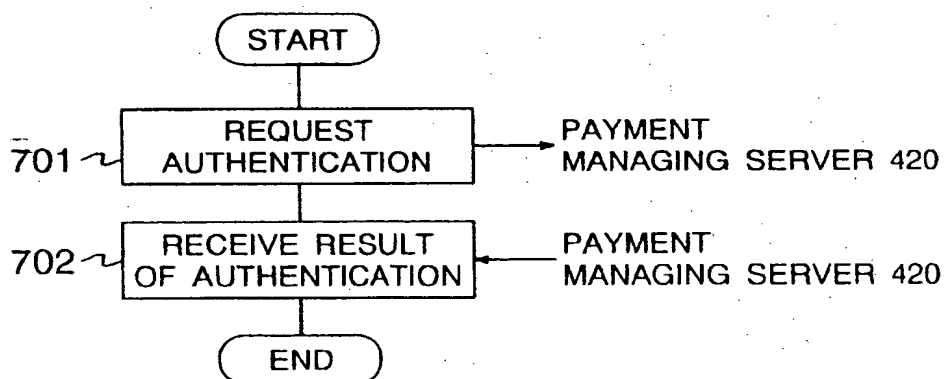 START
701
REQUEST
AUTHENTICATION
PAYMENT
MANAGING SERVER 420
702
RECEIVE RESULT
OF AUTHENTICATION
PAYMENT
MANAGING SERVER 420
END